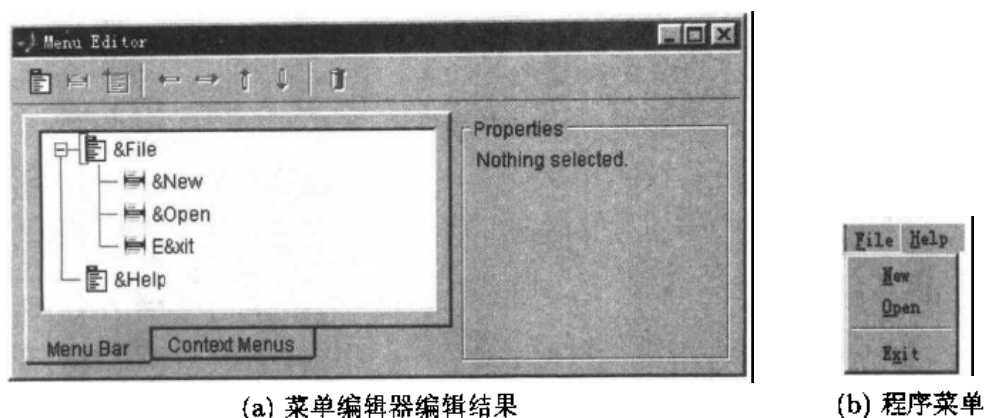 Menu Editor
&File
&New
&Open
E&xit
&Help
Menu Bar
Context Menus
Properties
Nothing selected.
(a) 菜单编辑器编辑结果
File Help
New
Open
Exit
(b) 程序菜单